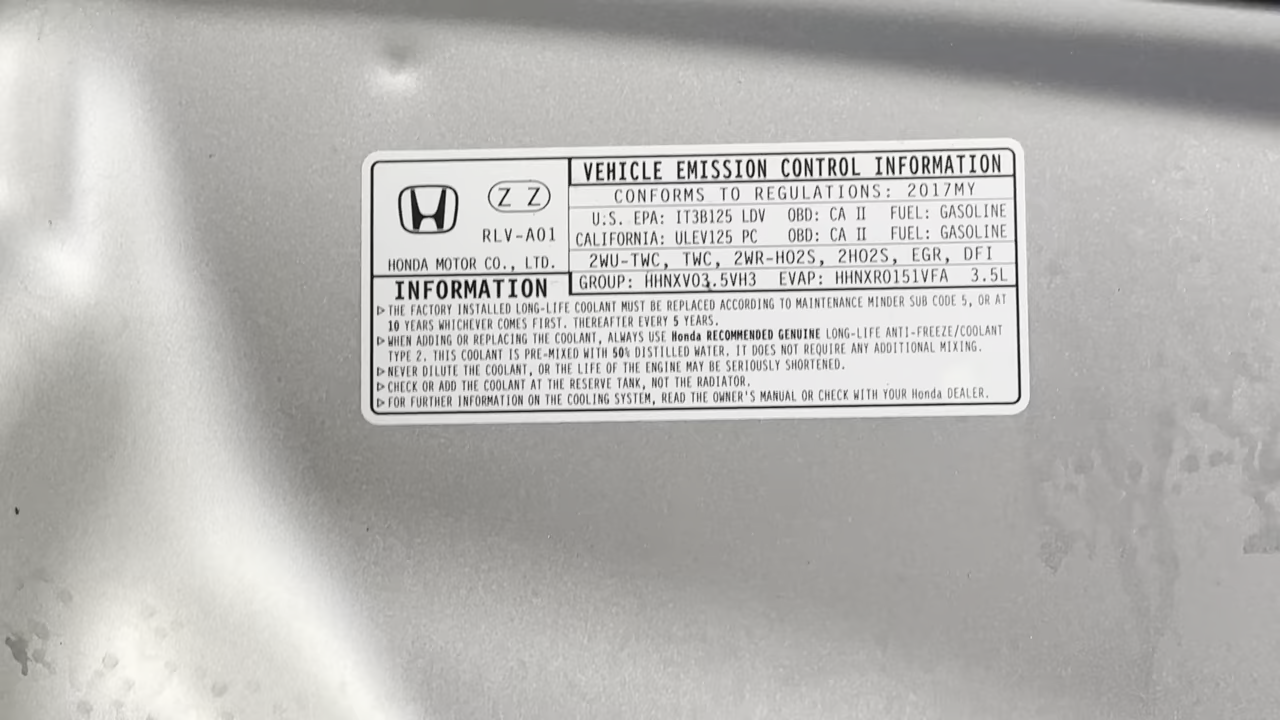 Z Z
RLV-A01
HONDA MOTOR CO., LTD.
VEHICLE EMISSION CONTROL INFORMATION
CONFORMS TO REGULATIONS: 2017MY
U.S. EPA: IT3B125 LDV OBD: CA II FUEL: GASOLINE
CALIFORNIA: ULEV125 PC OBD: CA II FUEL: GASOLINE
2WU-TWC, TWC, 2WR-HO2S, 2HO2S, EGR, DFI
GROUP: HHNXV03.5VH3 EVAP: HHNXR0151VFA 3.5L
INFORMATION
▷THE FACTORY INSTALLED LONG-LIFE COOLANT MUST BE REPLACED ACCORDING TO MAINTENANCE MINDER SUB CODE 5, OR AT
10 YEARS WHICHEVER COMES FIRST. THEREAFTER EVERY 5 YEARS.
▷WHEN ADDING OR REPLACING THE COOLANT, ALWAYS USE Honda RECOMMENDED GENUINE LONG-LIFE ANTI-FREEZE/COOLANT
TYPE 2. THIS COOLANT IS PRE-MIXED WITH 50% DISTILLED WATER. IT DOES NOT REQUIRE ANY ADDITIONAL MIXING.
▷NEVER DILUTE THE COOLANT, OR THE LIFE OF THE ENGINE MAY BE SERIOUSLY SHORTENED.
▷CHECK OR ADD THE COOLANT AT THE RESERVE TANK, NOT THE RADIATOR.
▷FOR FURTHER INFORMATION ON THE COOLING SYSTEM, READ THE OWNER'S MANUAL OR CHECK WITH YOUR Honda DEALER.